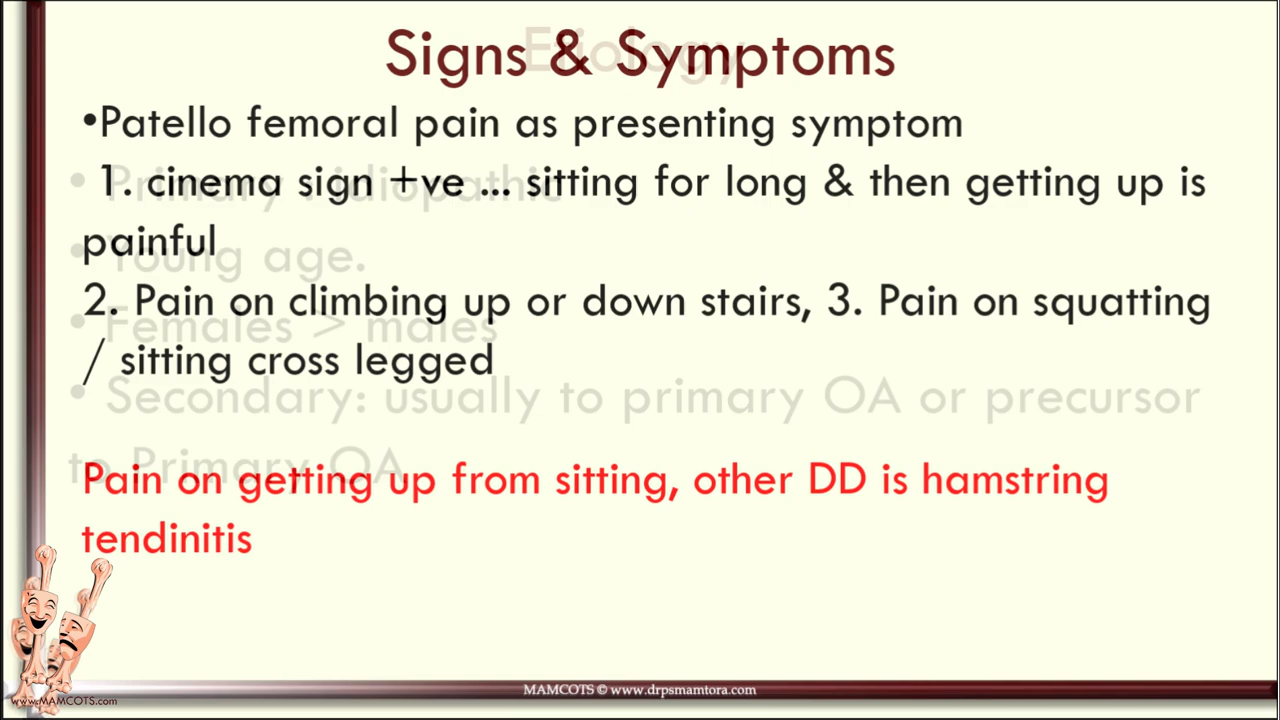 Signs & Symptoms
•Patello femoral pain as presenting symptom
1. cinema sign +ve ... sitting for long & then getting up is
painful
2. Pain on climbing up or down stairs, 3. Pain on squatting
/ sitting cross legged
Pain on getting up from sitting, other DD is hamstring
tendinitis
Etiology
• Primary : idiopathic
• Young age.
• Females > males
• Secondary: usually to primary OA or precursor
to Primary OA
www.MAMCOTS.com
MAMCOTS © www.drpsmamtora.com